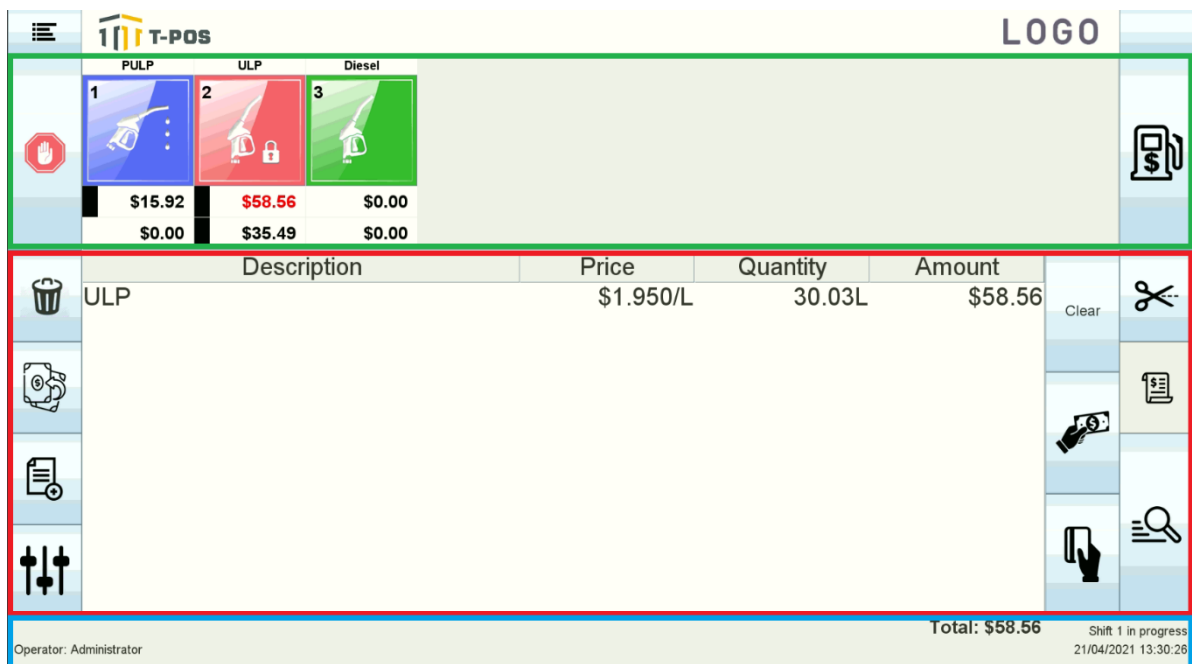 T-POS
LOGO
PULP ULP Diesel
1 2 3
$15.92 $58.56 $0.00
$0.00 $35.49 $0.00
Description Price Quantity Amount
ULP $1.950/L 30.03L $58.56
Clear
Total: $58.56
Shift 1 in progress
Operator: Administrator 21/04/2021 13:30:26